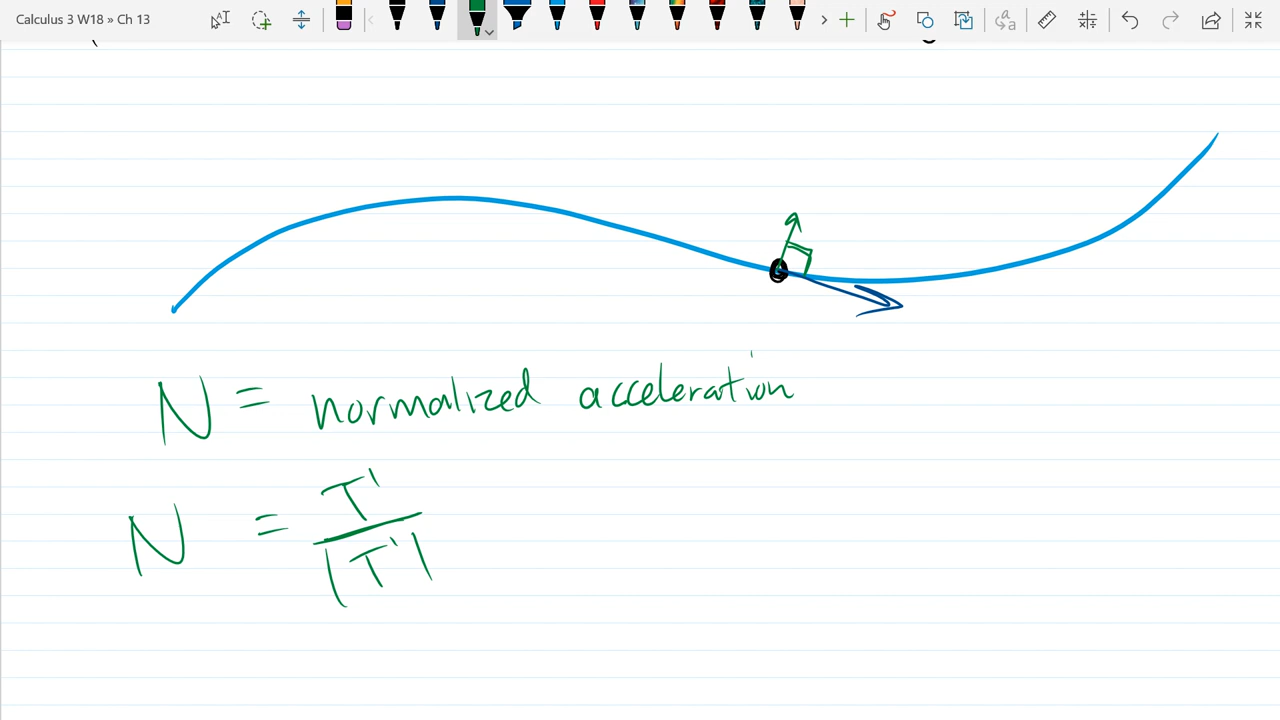 Calculus 3 W18 » Ch 13
N = normalized acceleration
N = T' / |T'|